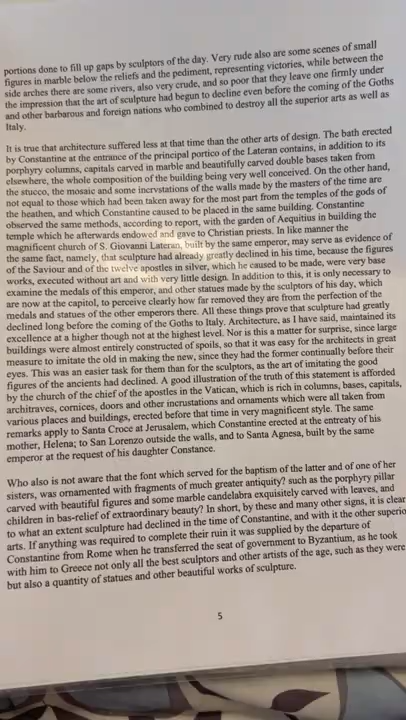 portions done to fill up gaps by sculptors of the day. Very rude also are some scenes of small
figures in marble below the reliefs and the pediment, representing victories, while between the
side arches there are some rivers, also very crude, and so poor that they leave one firmly under
the impression that the art of sculpture had begun to decline even before the coming of the Goths
and other barbarous and foreign nations who combined to destroy all the superior arts as well as
Italy.
It is true that architecture suffered less at that time than the other arts of design. The bath erected
by Constantine at the entrance of the principal portico of the Lateran contains, in addition to its
porphyry columns, capitals carved in marble and beautifully carved double bases taken from
elsewhere, the whole composition of the building being very well conceived. On the other hand,
the stucco, the mosaic and some incrvstations of the walls made by the masters of the time are
not equal to those which had been taken away for the most part from the temples of the gods of
the heathen, and which Constantine caused to be placed in the same building. Constantine
observed the same methods, according to report, with the garden of Aequitius in building the
temple which he afterwards endowed and gave to Christian priests. In like manner the
magnificent church of S. Giovanni Lateran, built by the same emperor, may serve as evidence of
the same fact, namely, that sculpture had already greatly declined in his time, because the figures
of the Saviour and of the twelve apostles in silver, which he caused to be made, were very base
works, executed without art and with very little design. In addition to this, it is only necessary to
examine the medals of this emperor, and other statues made by the sculptors of his day, which
are now at the capitol, to perceive clearly how far removed they are from the perfection of the
medals and statues of the other emperors there. All these things prove that sculpture had greatly
declined long before the coming of the Goths to Italy. Architecture, as I have said, maintained its
excellence at a higher though not at the highest level. Nor is this a matter for surprise, since large
buildings were almost entirely constructed of spoils, so that it was easy for the architects in great
measure to imitate the old in making the new, since they had the former continually before their
eyes. This was an easier task for them than for the sculptors, as the art of imitating the good
figures of the ancients had declined. A good illustration of the truth of this statement is afforded
by the church of the chief of the apostles in the Vatican, which is rich in columns, bases, capitals,
architraves, cornices, doors and other incrustations and ornaments which were all taken from
various places and buildings, erected before that time in very magnificent style. The same
remarks apply to Santa Croce at Jerusalem, which Constantine erected at the entreaty of his
mother, Helena; to San Lorenzo outside the walls, and to Santa Agnesa, built by the same
emperor at the request of his daughter Constance.
Who also is not aware that the font which served for the baptism of the latter and of one of her
sisters, was ornamented with fragments of much greater antiquity? such as the porphyry pillar
carved with beautiful figures and some marble candelabra exquisitely carved with leaves, and
children in bas-relief of extraordinary beauty? In short, by these and many other signs, it is clear
to what an extent sculpture had declined in the time of Constantine, and with it the other superio
arts. If anything was required to complete their ruin it was supplied by the departure of
Constantine from Rome when he transferred the seat of government to Byzantium, as he took
with him to Greece not only all the best sculptors and other artists of the age, such as they were
but also a quantity of statues and other beautiful works of sculpture.
5